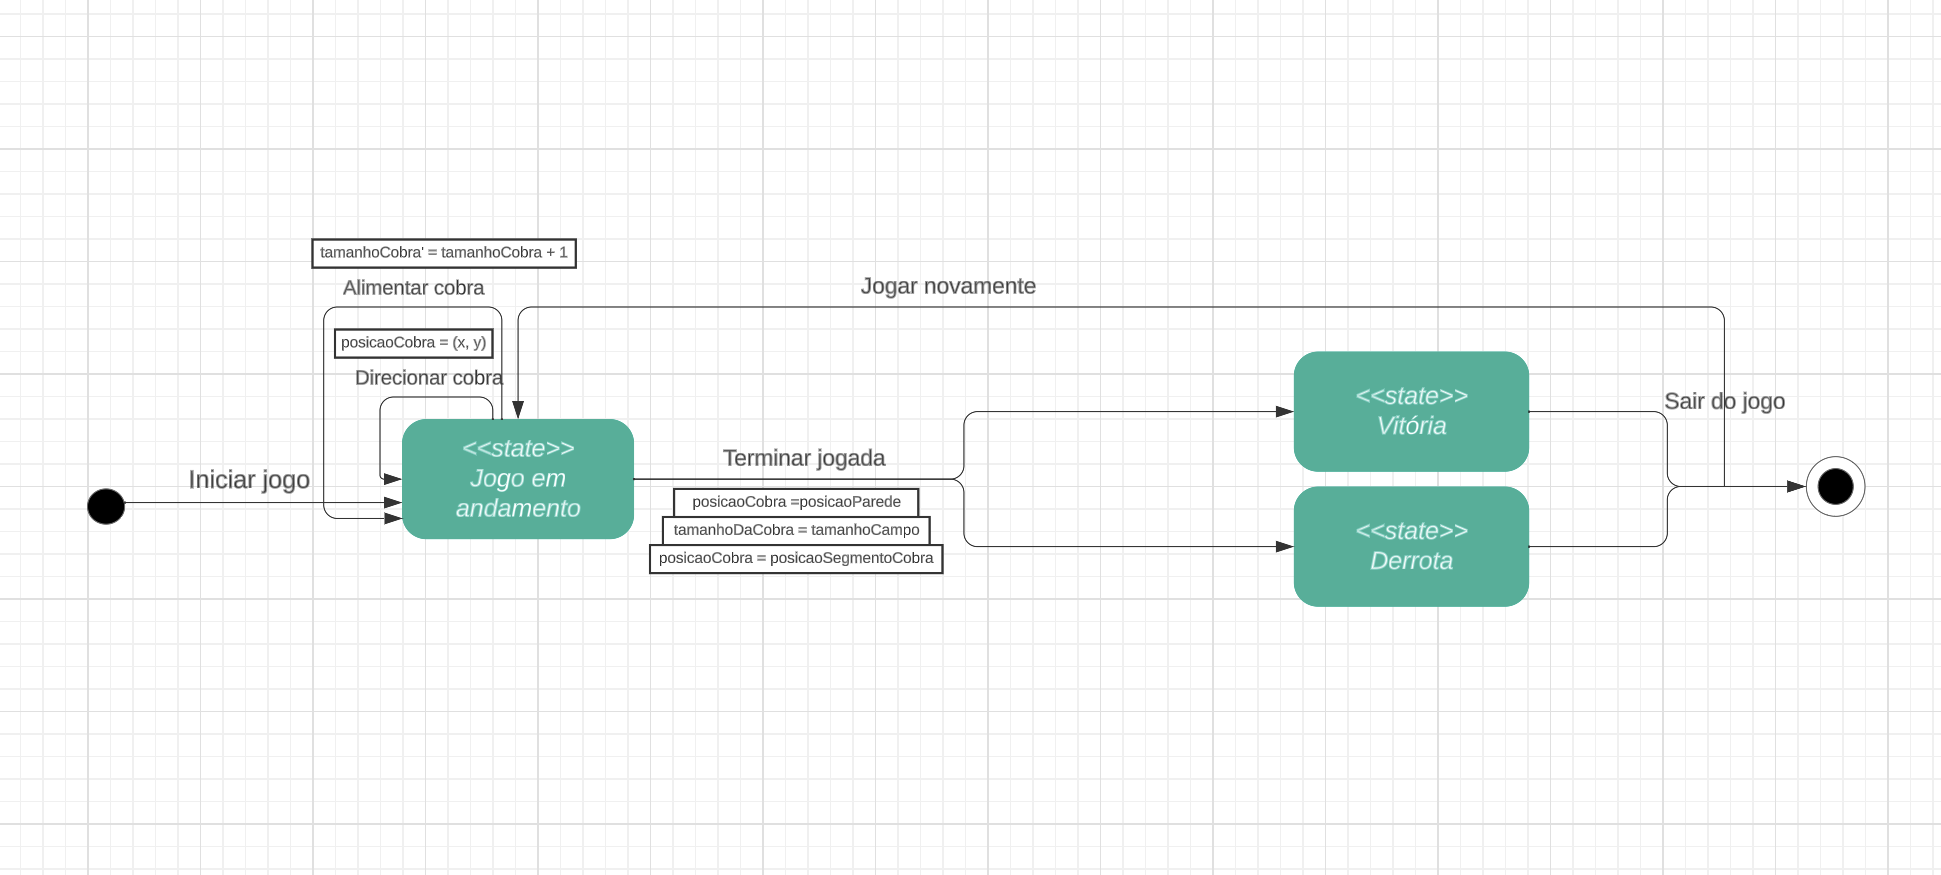 tamanhoCobra' = tamanhoCobra + 1
Alimentar cobra
posicaoCobra = (x, y)
Direcionar cobra
Iniciar jogo
<<state>>
Jogo em
andamento
Jogar novamente
Terminar jogada
posicaoCobra =posicaoParede
tamanhoDaCobra = tamanhoCampo
posicaoCobra = posicaoSegmentoCobra
<<state>>
Vitória
<<state>>
Derrota
Sair do jogo